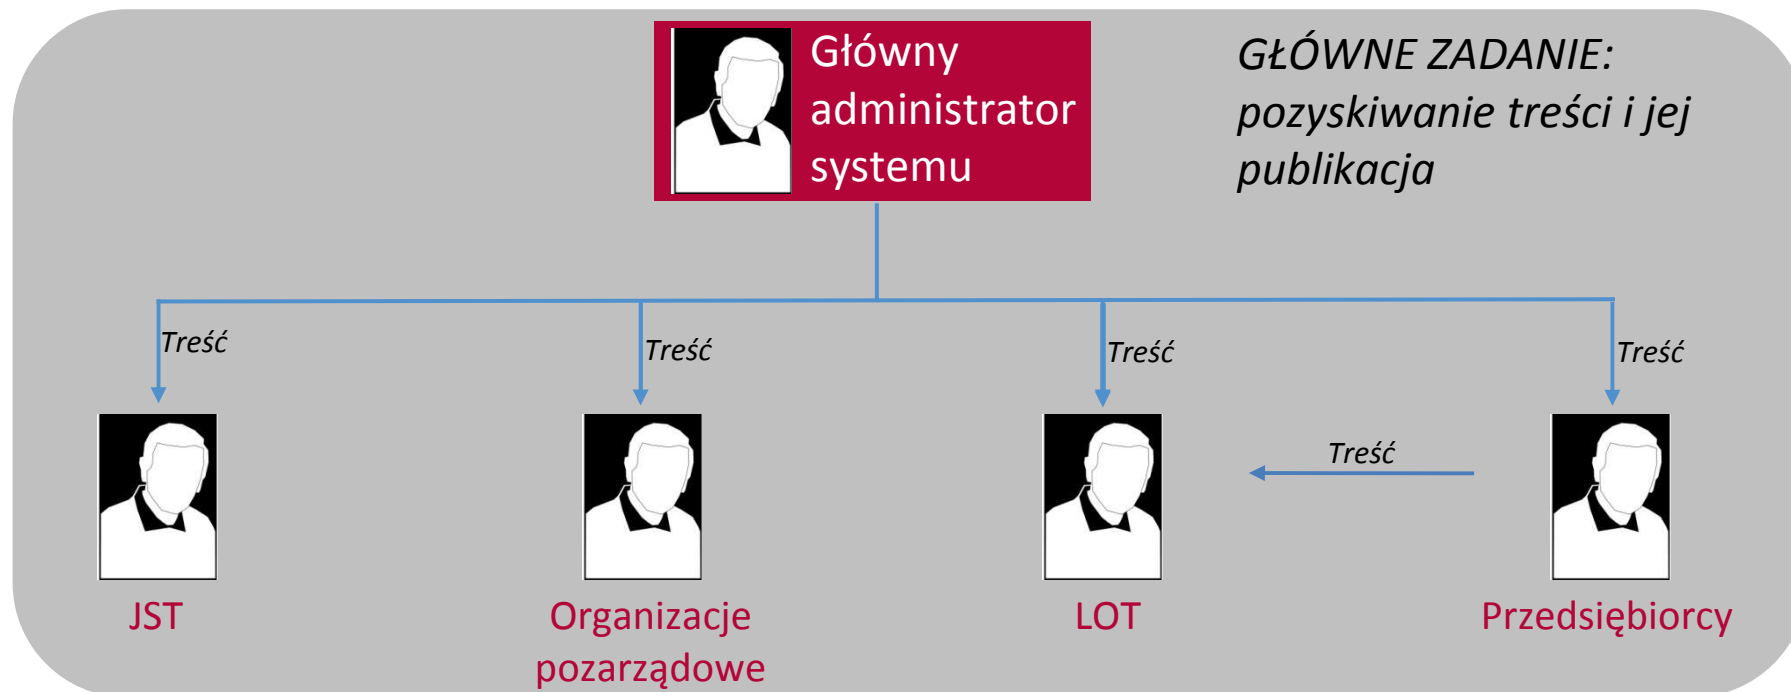 Główny
administrator
systemu
GŁÓWNE ZADANIE:
pozyskiwanie treści i jej
publikacja
Treść
Treść
Treść
Treść
Treść
JST
Organizacje
pozarządowe
LOT
Przedsiębiorcy